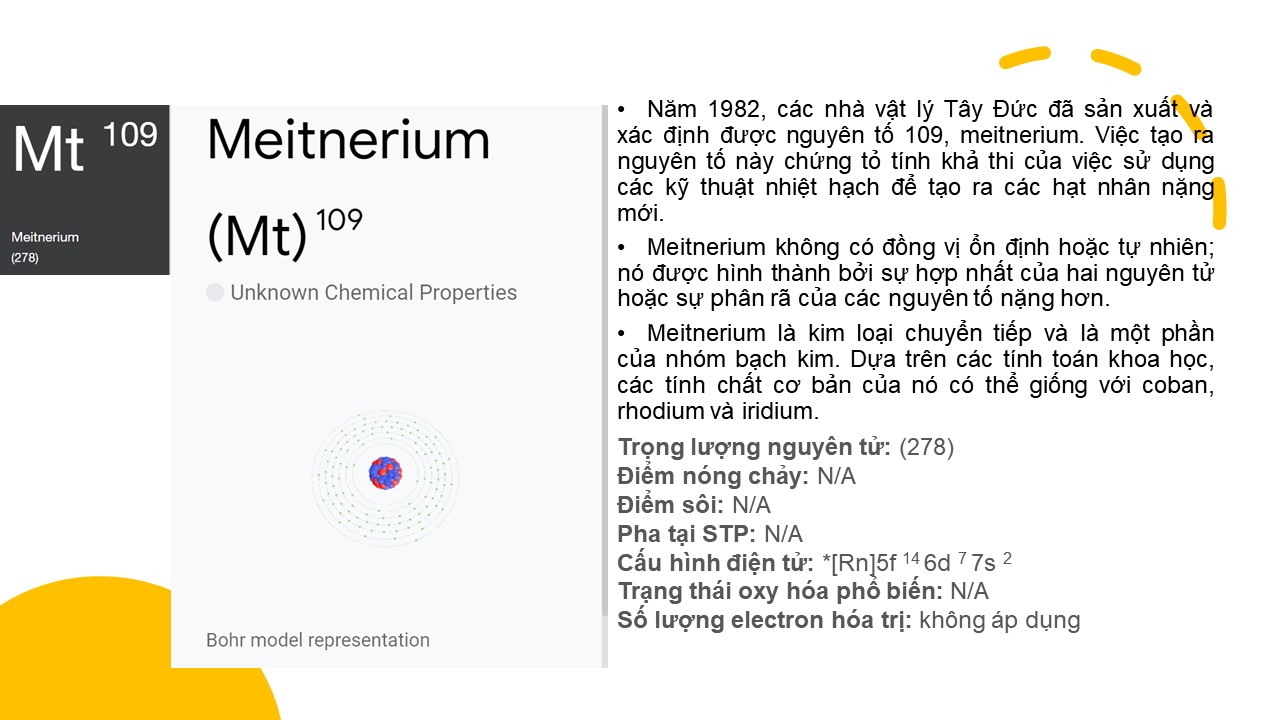 Mt 109
Meitnerium
(278)
Meitnerium
(Mt) 109
Unknown Chemical Properties
Bohr model representation
• Năm 1982, các nhà vật lý Tây Đức đã sản xuất và
xác định được nguyên tố 109, meitnerium. Việc tạo ra
nguyên tố này chứng tỏ tính khả thi của việc sử dụng
các kỹ thuật nhiệt hạch để tạo ra các hạt nhân nặng
mới.
• Meitnerium không có đồng vị ổn định hoặc tự nhiên;
nó được hình thành bởi sự hợp nhất của hai nguyên tử
hoặc sự phân rã của các nguyên tố nặng hơn.
• Meitnerium là kim loại chuyển tiếp và là một phần
của nhóm bạch kim. Dựa trên các tính toán khoa học,
các tính chất cơ bản của nó có thể giống với coban,
rhodium và iridium.
Trọng lượng nguyên tử: (278)
Điểm nóng chảy: N/A
Điểm sôi: N/A
Pha tại STP: N/A
Cấu hình điện tử: *[Rn]5f 14 6d 7 7s 2
Trạng thái oxy hóa phổ biến: N/A
Số lượng electron hóa trị: không áp dụng